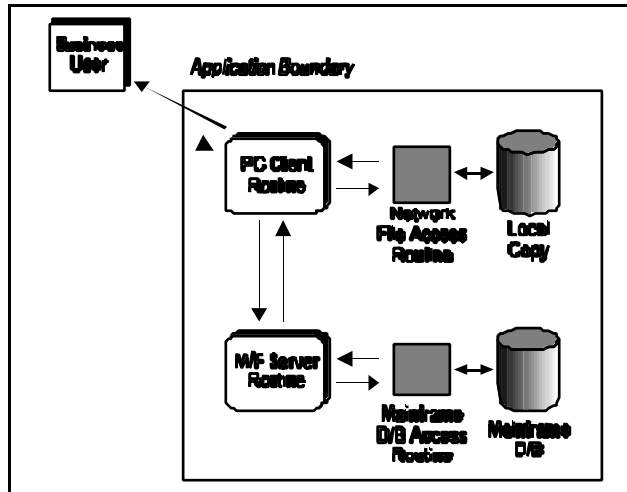 Business
User
Application Boundary
PC Client
Routine
Network
File Access
Routine
Local
Copy
M/F Server
Routine
Mainframe
D/B Access
Routine
Mainframe
D/B